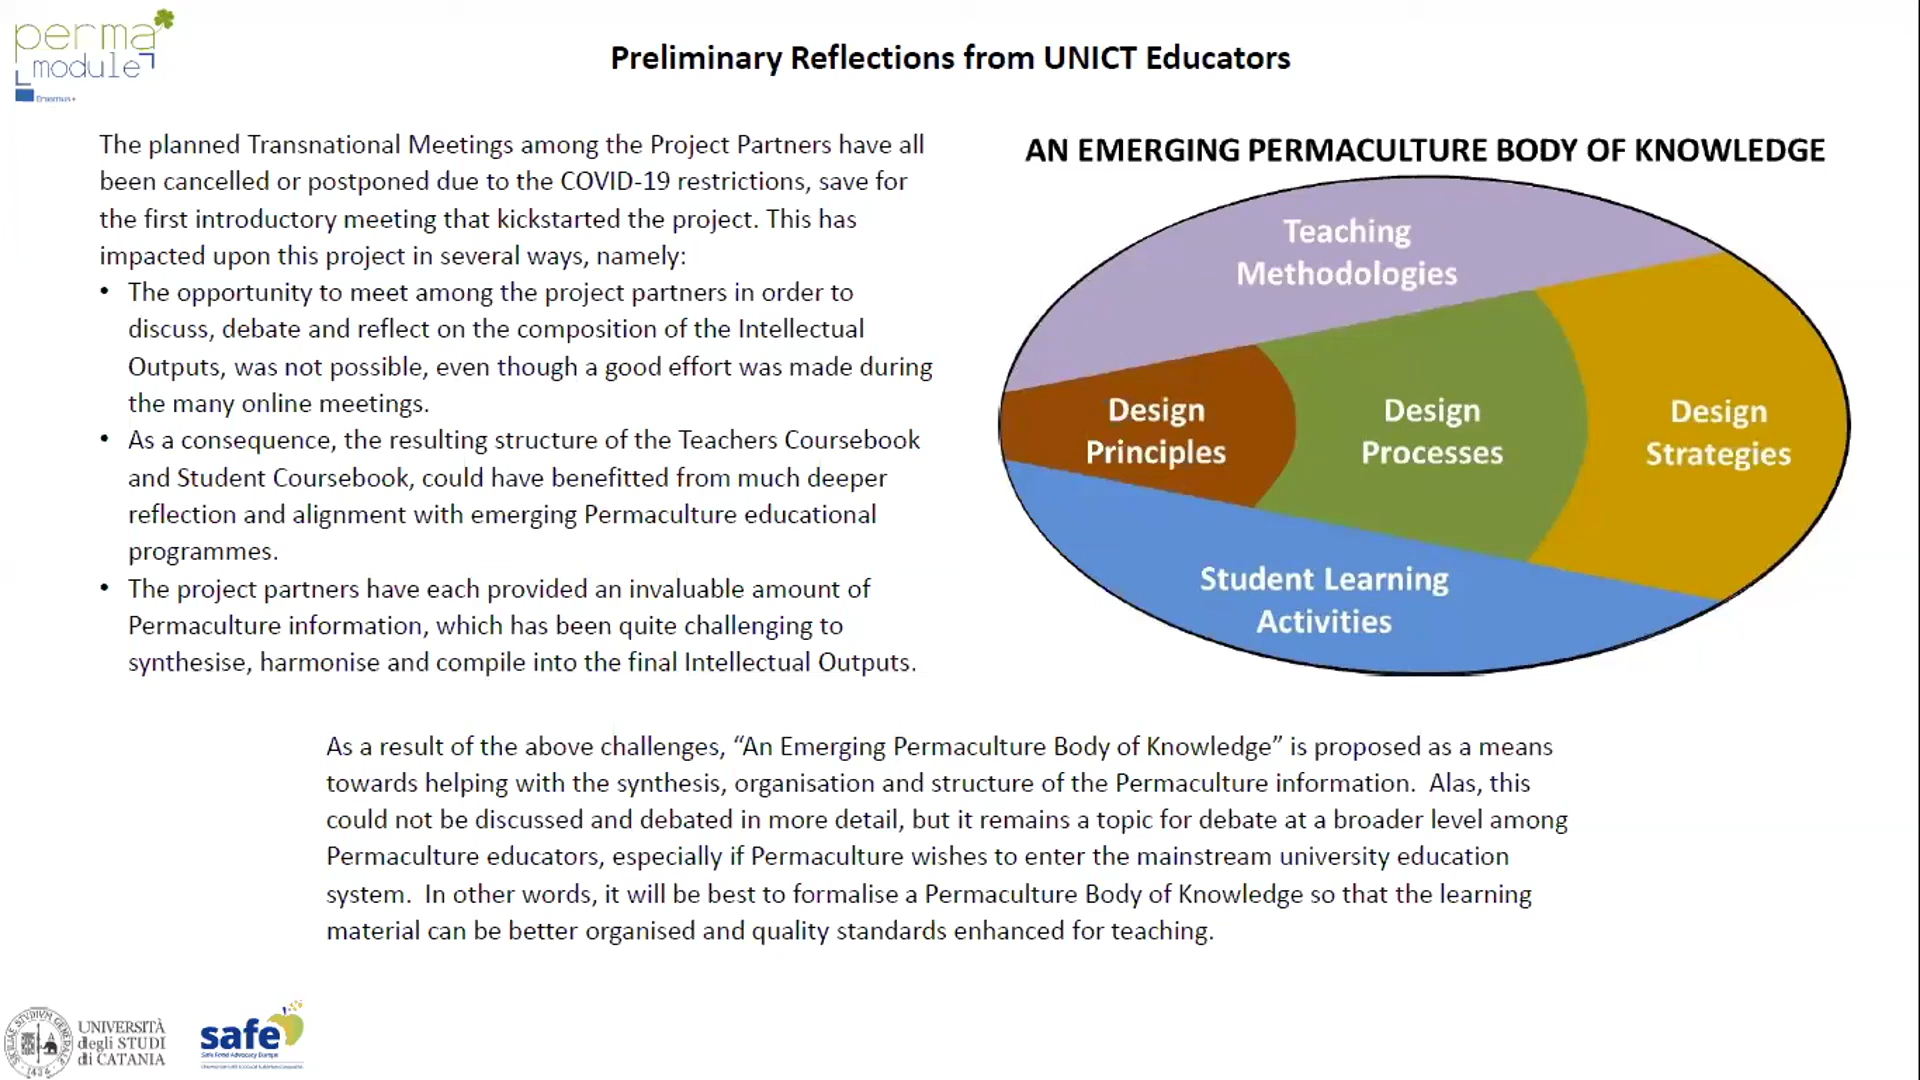 perma
module
Erasmus+
Preliminary Reflections from UNICT Educators
The planned Transnational Meetings among the Project Partners have all
been cancelled or postponed due to the COVID-19 restrictions, save for
the first introductory meeting that kickstarted the project. This has
impacted upon this project in several ways, namely:
• The opportunity to meet among the project partners in order to
discuss, debate and reflect on the composition of the Intellectual
Outputs, was not possible, even though a good effort was made during
the many online meetings.
• As a consequence, the resulting structure of the Teachers Coursebook
and Student Coursebook, could have benefitted from much deeper
reflection and alignment with emerging Permaculture educational
programmes.
• The project partners have each provided an invaluable amount of
Permaculture information, which has been quite challenging to
synthesise, harmonise and compile into the final Intellectual Outputs.
AN EMERGING PERMACULTURE BODY OF KNOWLEDGE
Teaching
Methodologies
Design
Principles
Design
Processes
Design
Strategies
Student Learning
Activities
As a result of the above challenges, “An Emerging Permaculture Body of Knowledge” is proposed as a means
towards helping with the synthesis, organisation and structure of the Permaculture information.  Alas, this
could not be discussed and debated in more detail, but it remains a topic for debate at a broader level among
Permaculture educators, especially if Permaculture wishes to enter the mainstream university education
system.  In other words, it will be best to formalise a Permaculture Body of Knowledge so that the learning
material can be better organised and quality standards enhanced for teaching.
UNIVERSITÀ
degli STUDI
di CATANIA
safe
Safe Food Advocacy Europe